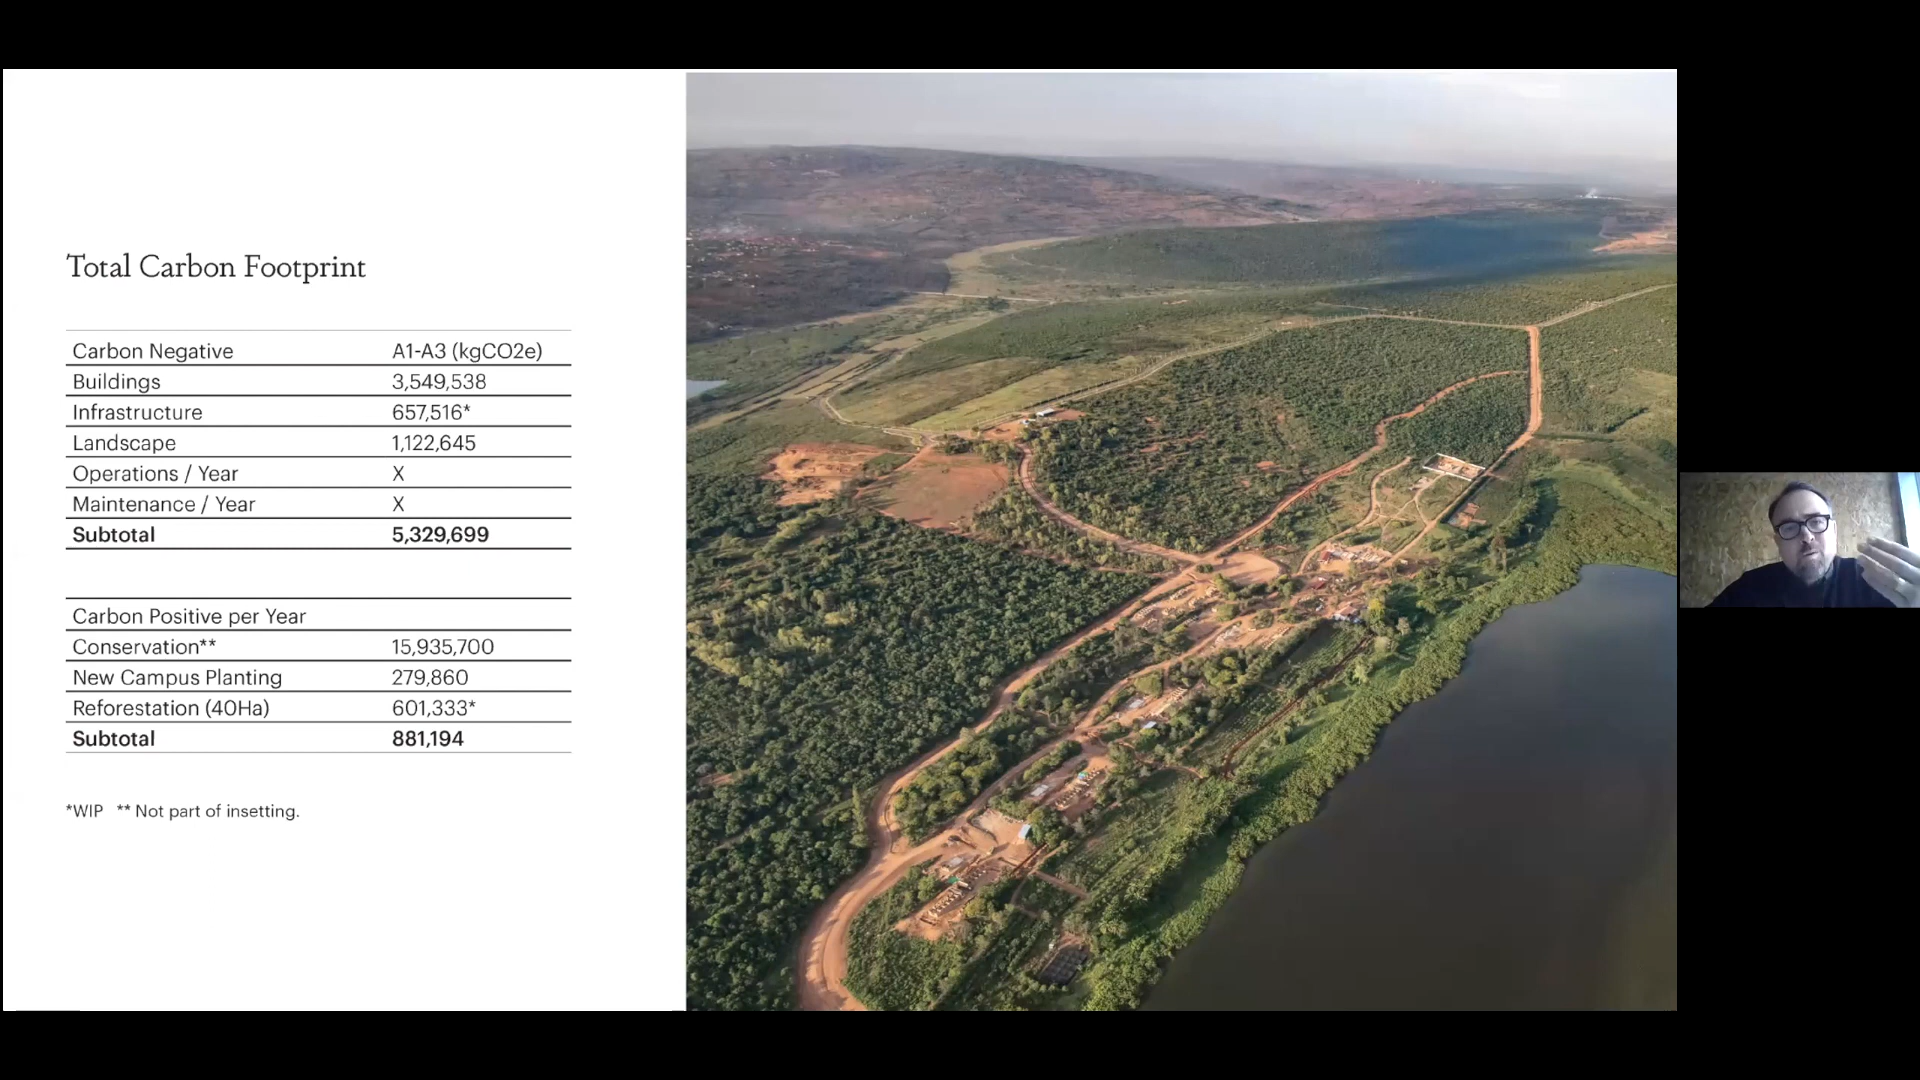 Total Carbon Footprint
Carbon Negative A1-A3 (kgCO2e)
Buildings 3,549,538
Infrastructure 657,516*
Landscape 1,122,645
Operations / Year X
Maintenance / Year X
Subtotal 5,329,699
Carbon Positive per Year
Conservation** 15,935,700
New Campus Planting 279,860
Reforestation (40Ha) 601,333*
Subtotal 881,194
*WIP ** Not part of insetting.